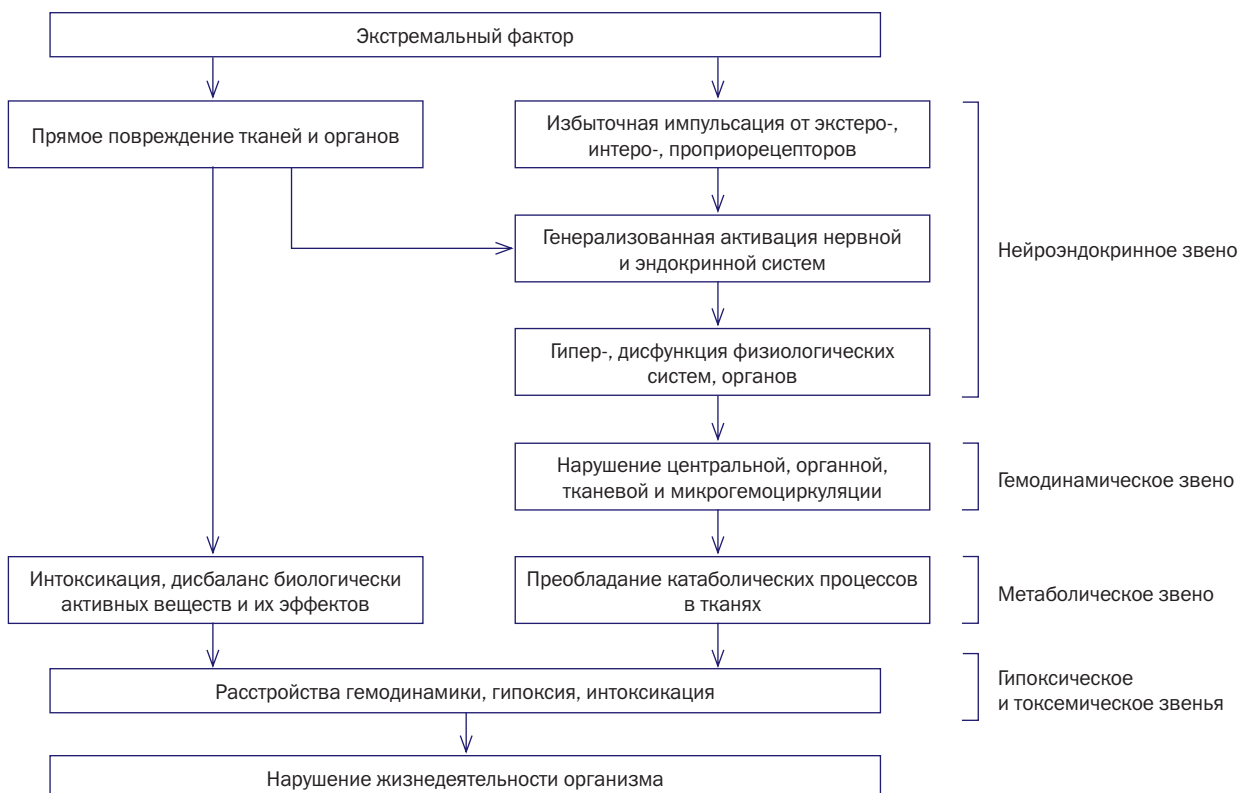 Экстремальный фактор
Прямое повреждение тканей и органов
Избыточная импульсация от экстеро-,
интеро-, проприорецепторов
Генерализованная активация нервной
и эндокринной систем
Нейроэндокринное звено
Гипер-, дисфункция физиологических
систем, органов
Нарушение центральной, органной,
тканевой и микрогемоциркуляции
Гемодинамическое звено
Интоксикация, дисбаланс биологически
активных веществ и их эффектов
Преобладание катаболических процессов
в тканях
Метаболическое звено
Расстройства гемодинамики, гипоксия, интоксикация
Гипоксическое
и токсемическое звенья
Нарушение жизнедеятельности организма